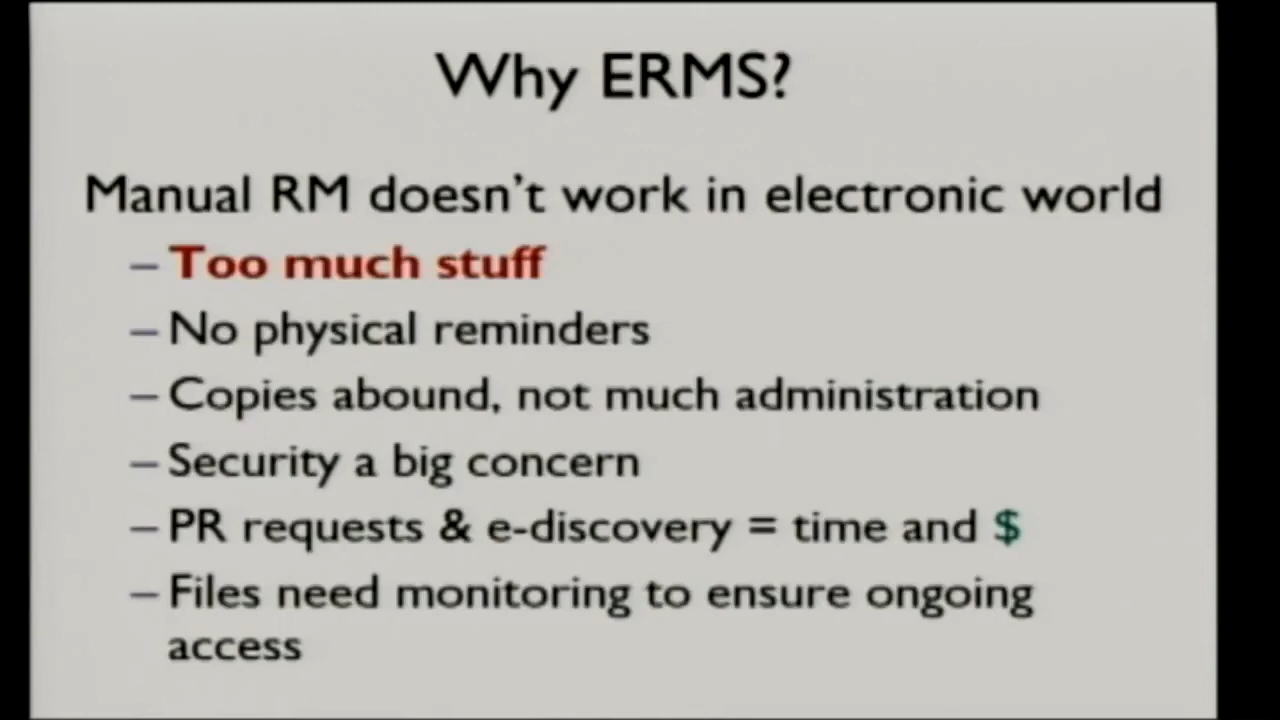 Why ERMS?
Manual RM doesn't work in electronic world
– Too much stuff
– No physical reminders
– Copies abound, not much administration
– Security a big concern
– PR requests & e-discovery = time and $
– Files need monitoring to ensure ongoing
access